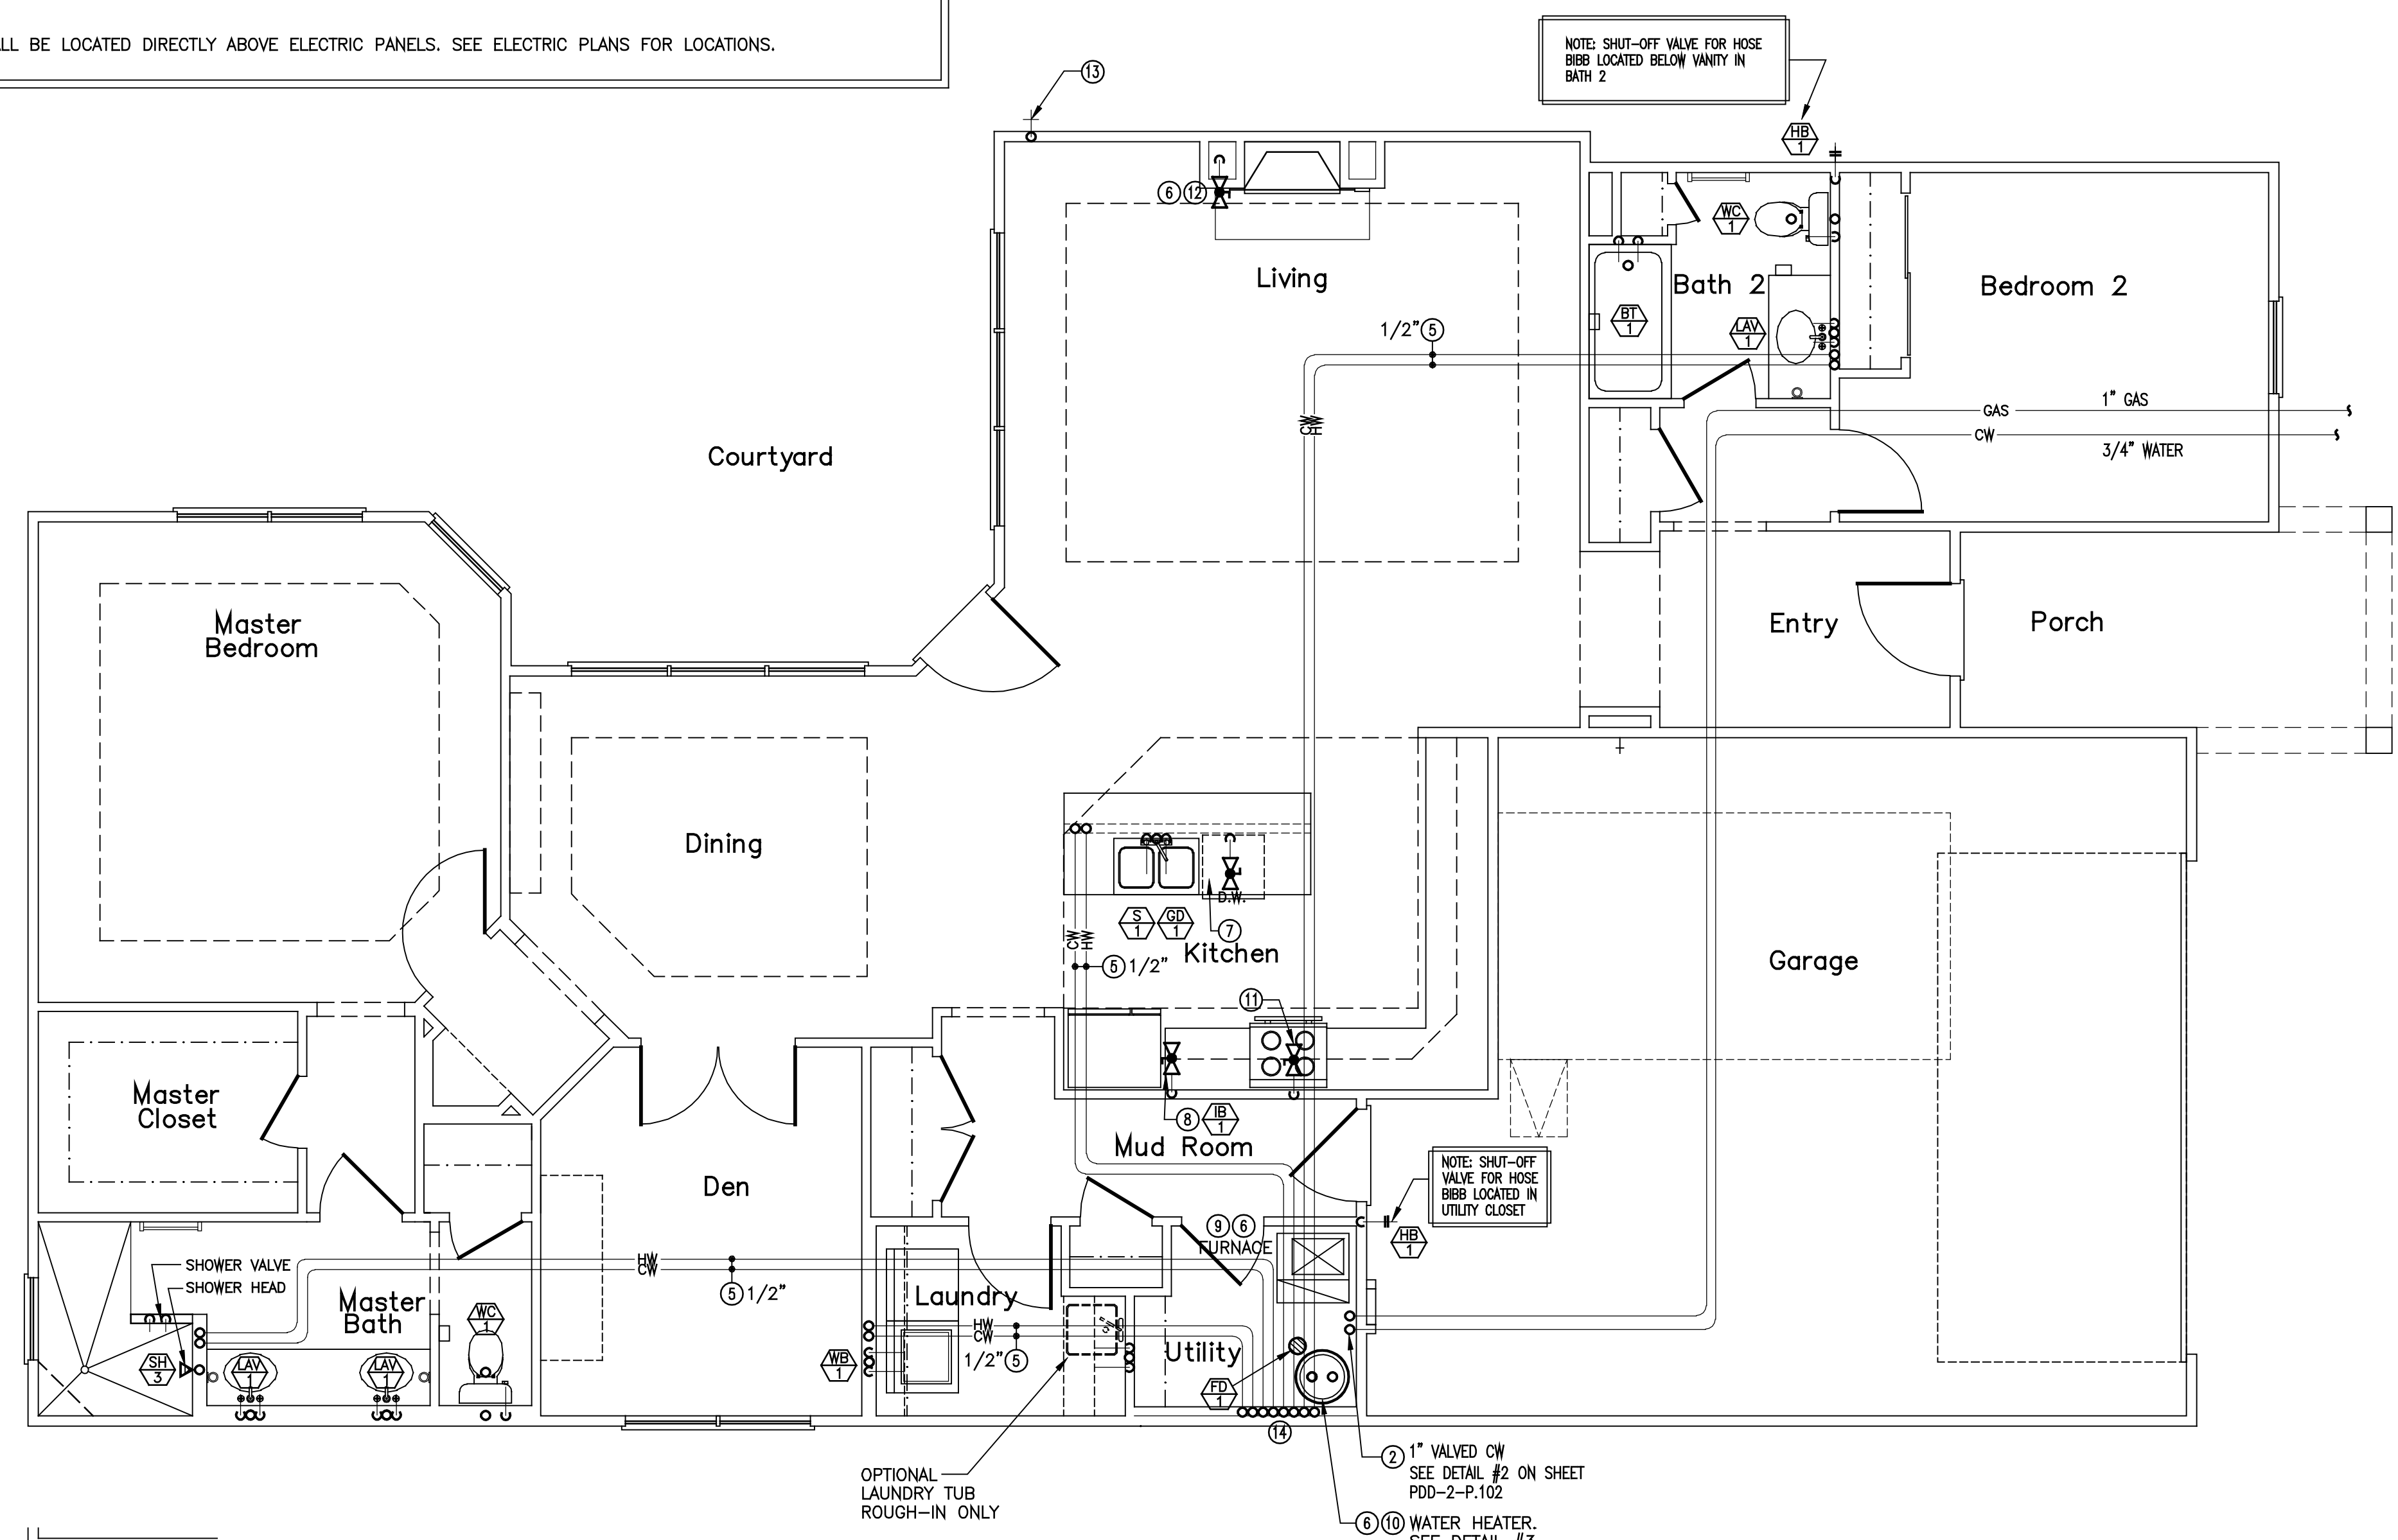 LL BE LOCATED DIRECTLY ABOVE ELECTRIC PANELS. SEE ELECTRIC PLANS FOR LOCATIONS.
NOTE: SHUT-OFF VALVE FOR HOSE
BIBB LOCATED BELOW VANITY IN
BATH 2
13
HB
1
6 12
WC
1
Living
Bath 2
Bedroom 2
BT
1
LAV
1
1/2" 5
CW
HW
GAS
1" GAS
CW
3/4" WATER
Courtyard
Master
Bedroom
Entry
Porch
Dining
D.W.
S
1
GD
1
7
Kitchen
CW
HW
5 1/2"
Garage
11
Master
Closet
8
IB
1
Mud Room
Den
NOTE: SHUT-OFF
VALVE FOR HOSE
BIBB LOCATED IN
UTILITY CLOSET
HB
1
9 6
FURNACE
SHOWER VALVE
SHOWER HEAD
HW
CW
5 1/2"
Master
Bath
WC
1
Laundry
HW
CW
1/2" 5
Utility
SH
3
LAV
1
LAV
1
WB
1
FD
1
14
OPTIONAL
LAUNDRY TUB
ROUGH-IN ONLY
2 1" VALVED CW
SEE DETAIL #2 ON SHEET
PDD-2-P.102
6 10 WATER HEATER.
SEE DETAIL #3